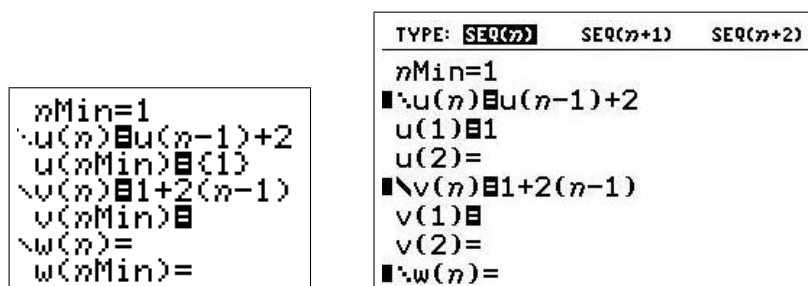 nMin=1
u(n)=u(n-1)+2
u(nMin)={1}
v(n)=1+2(n-1)
v(nMin)=
w(n)=
w(nMin)=
TYPE: SEQ(n) SEQ(n+1) SEQ(n+2)
nMin=1
u(n)=u(n-1)+2
u(1)=1
u(2)=
v(n)=1+2(n-1)
v(1)=
v(2)=
w(n)=